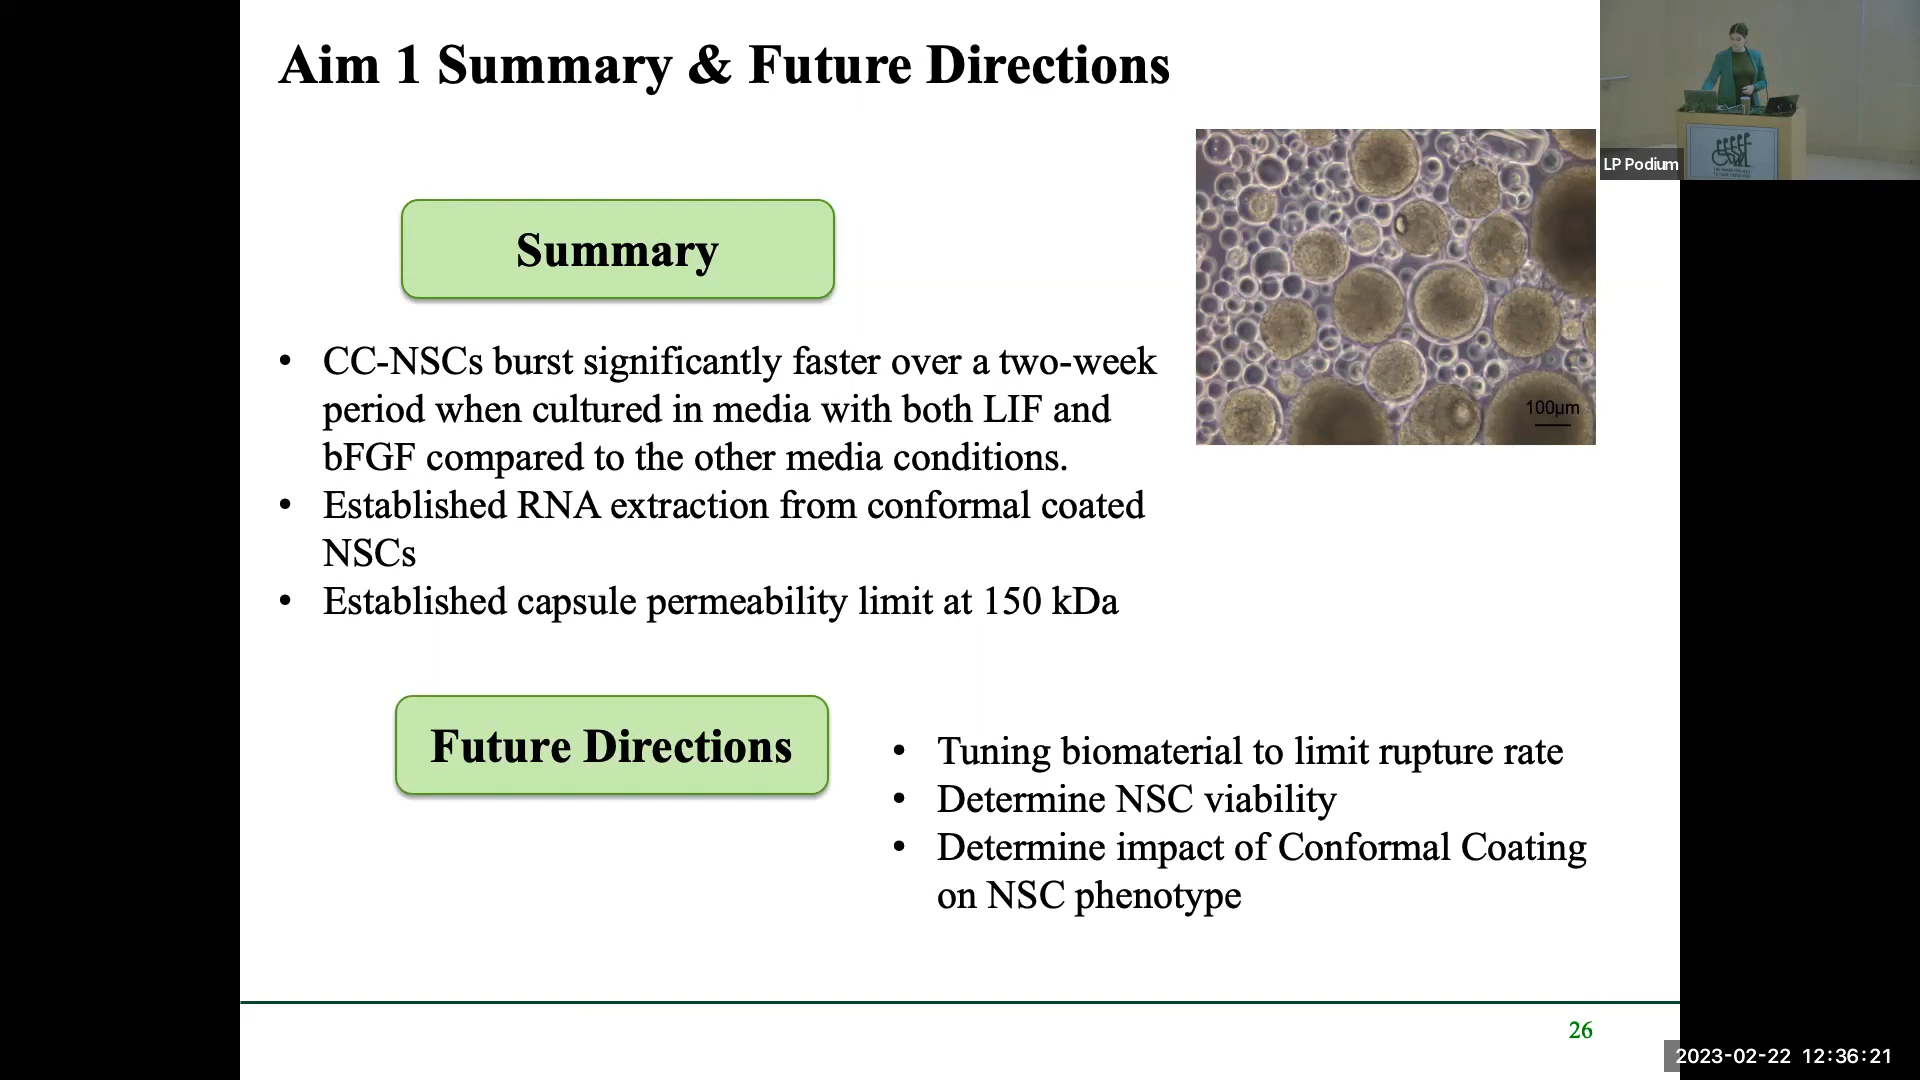 Aim 1 Summary & Future Directions
LP Podium
Summary
• CC-NSCs burst significantly faster over a two-week
period when cultured in media with both LIF and
bFGF compared to the other media conditions.
• Established RNA extraction from conformal coated
NSCs
• Established capsule permeability limit at 150 kDa
100µm
Future Directions
• Tuning biomaterial to limit rupture rate
• Determine NSC viability
• Determine impact of Conformal Coating
on NSC phenotype
26
2023-02-22 12:36:21